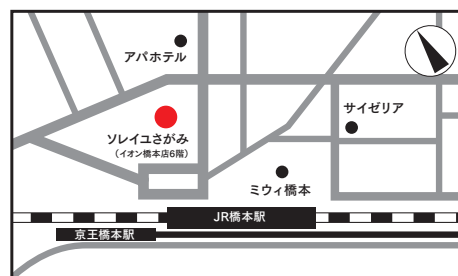 アパホテル
サイゼリア
ソレイユさがみ
（イオン橋本店6階）
ミウィ橋本
JR橋本駅
京王橋本駅